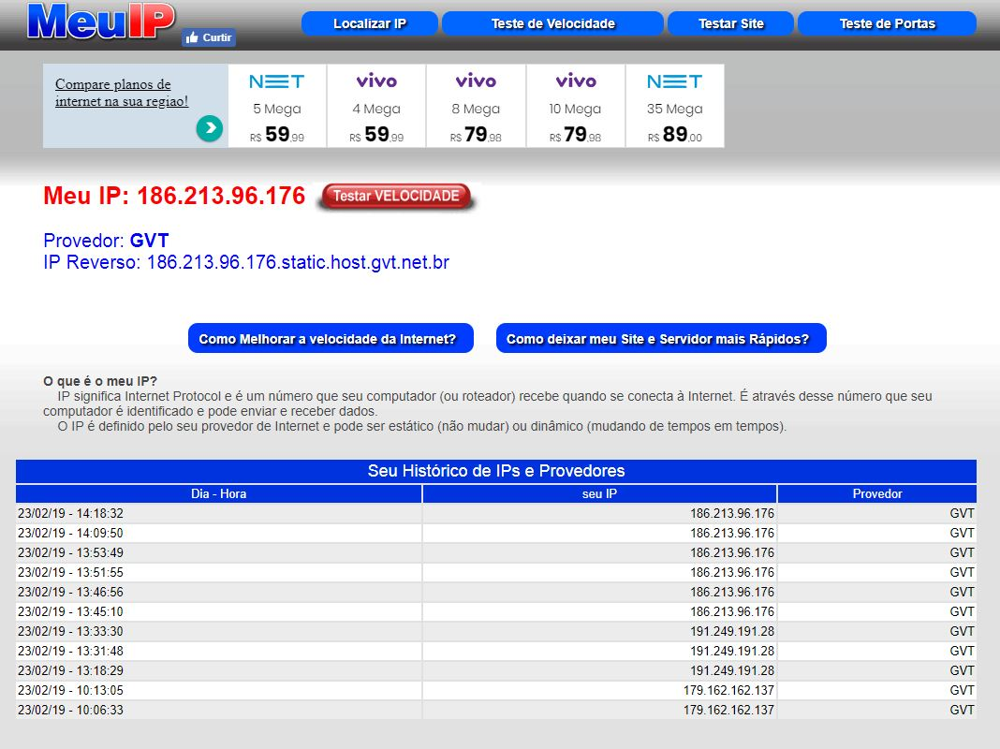 MeuIP
Curtir
Localizar IP
Teste de Velocidade
Testar Site
Teste de Portas
Compare planos de
internet na sua regiao!
NET vivo vivo vivo NET
5 Mega 4 Mega 8 Mega 10 Mega 35 Mega
R$ 59,99 R$ 59,99 R$ 79,98 R$ 79,98 R$ 89,00
Meu IP: 186.213.96.176 Testar VELOCIDADE
Provedor: GVT
IP Reverso: 186.213.96.176.static.host.gvt.net.br
Como Melhorar a velocidade da Internet? Como deixar meu Site e Servidor mais Rápidos?
O que é o meu IP?
IP significa Internet Protocol e é um número que seu computador (ou roteador) recebe quando se conecta à Internet. É através desse número que seu
computador é identificado e pode enviar e receber dados.
O IP é definido pelo seu provedor de Internet e pode ser estático (não mudar) ou dinâmico (mudando de tempos em tempos).
Seu Histórico de IPs e Provedores
Dia - Hora seu IP Provedor
23/02/19 - 14:18:32 186.213.96.176 GVT
23/02/19 - 14:09:50 186.213.96.176 GVT
23/02/19 - 13:53:49 186.213.96.176 GVT
23/02/19 - 13:51:55 186.213.96.176 GVT
23/02/19 - 13:46:56 186.213.96.176 GVT
23/02/19 - 13:45:10 186.213.96.176 GVT
23/02/19 - 13:33:30 191.249.191.28 GVT
23/02/19 - 13:31:48 191.249.191.28 GVT
23/02/19 - 13:18:29 191.249.191.28 GVT
23/02/19 - 10:13:05 179.162.162.137 GVT
23/02/19 - 10:06:33 179.162.162.137 GVT